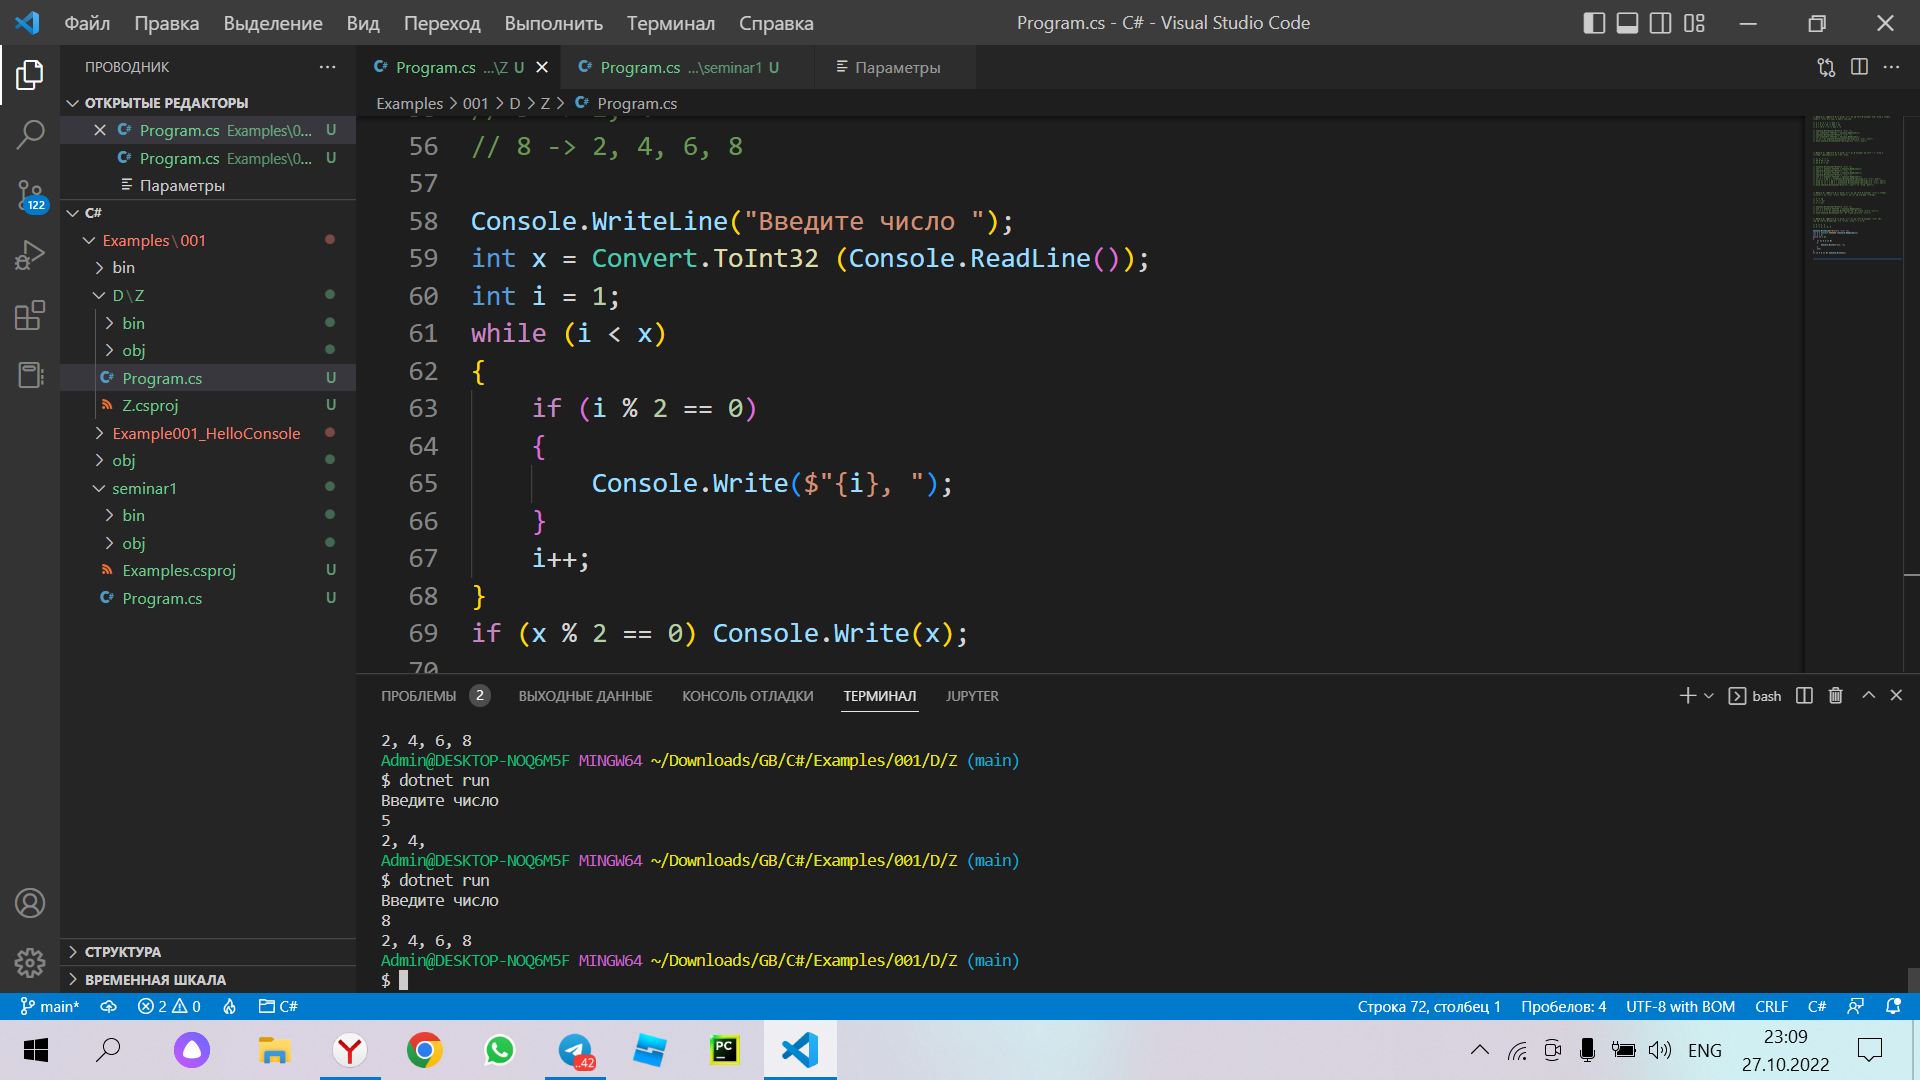 Файл Правка Выделение Вид Переход Выполнить Терминал Справка
Program.cs - C# - Visual Studio Code
ПРОВОДНИК
ОТКРЫТЫЕ РЕДАКТОРЫ
Program.cs Examples\0... U
Program.cs Examples\0... U
Параметры
C#
Examples\001
bin
D\Z
bin
obj
Program.cs U
Z.csproj U
Example001_HelloConsole
obj
seminar1
bin
obj
Examples.csproj U
Program.cs U
СТРУКТУРА
ВРЕМЕННАЯ ШКАЛА
122
Program.cs ...\Z U
Program.cs ...\seminar1 U
Параметры
Examples > 001 > D > Z > Program.cs
56 // 8 -> 2, 4, 6, 8
57
58 Console.WriteLine("Введите число ");
59 int x = Convert.ToInt32 (Console.ReadLine());
60 int i = 1;
61 while (i < x)
62 {
63 if (i % 2 == 0)
64 {
65 Console.Write($"{i}, ");
66 }
67 i++;
68 }
69 if (x % 2 == 0) Console.Write(x);
70
ПРОБЛЕМЫ 2 ВЫХОДНЫЕ ДАННЫЕ КОНСОЛЬ ОТЛАДКИ ТЕРМИНАЛ JUPYTER
bash
2, 4, 6, 8
Admin@DESKTOP-NOQ6M5F MINGW64 ~/Downloads/GB/C#/Examples/001/D/Z (main)
$ dotnet run
Введите число
5
2, 4,
Admin@DESKTOP-NOQ6M5F MINGW64 ~/Downloads/GB/C#/Examples/001/D/Z (main)
$ dotnet run
Введите число
8
2, 4, 6, 8
Admin@DESKTOP-NOQ6M5F MINGW64 ~/Downloads/GB/C#/Examples/001/D/Z (main)
$
main* 2 0 C#
Строка 72, столбец 1 Пробелов: 4 UTF-8 with BOM CRLF C#
..42
PC
ENG
23:09
27.10.2022